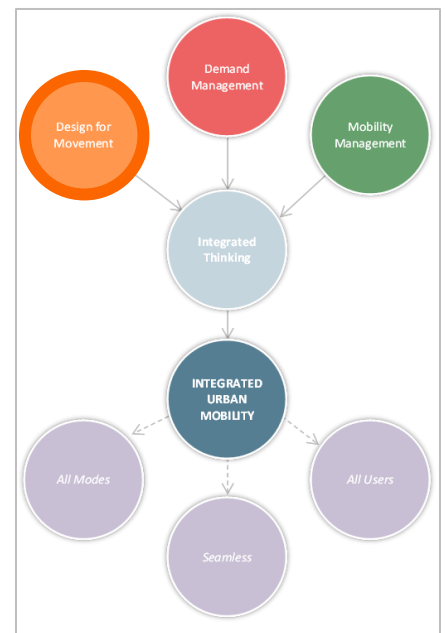 Demand
Management
Design for
Movement
Mobility
Management
Integrated
Thinking
INTEGRATED
URBAN
MOBILITY
All Modes
All Users
Seamless